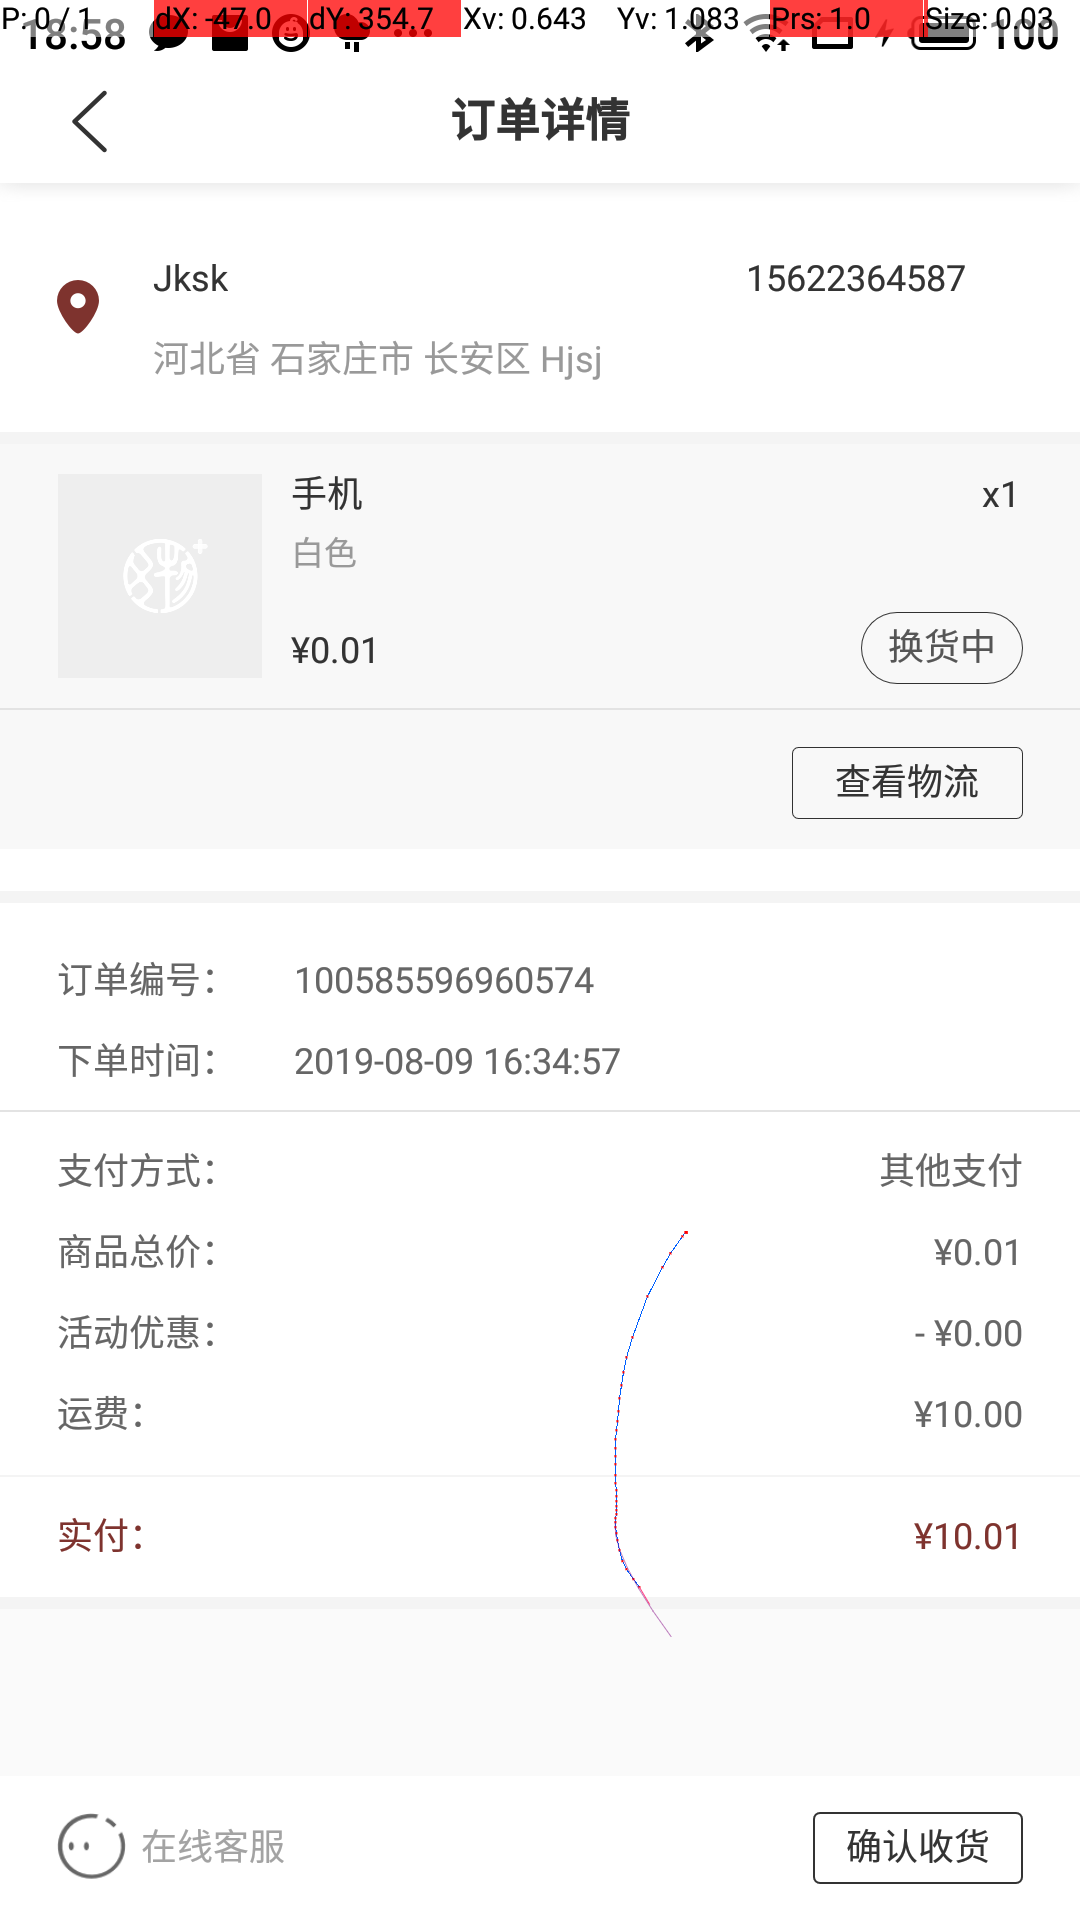 P: 0 / 1 dX: -47.0 dY: 354.7 Xv: 0.643 Yv: 1.083 Prs: 1.0 Size: 0.03
18:58 100
订单详情
Jksk 15622364587
河北省 石家庄市 长安区 Hjsj
手机 x1
白色
¥0.01 换货中
查看物流
订单编号： 100585596960574
下单时间： 2019-08-09 16:34:57
支付方式： 其他支付
商品总价： ¥0.01
活动优惠： - ¥0.00
运费： ¥10.00
实付： ¥10.01
在线客服 确认收货